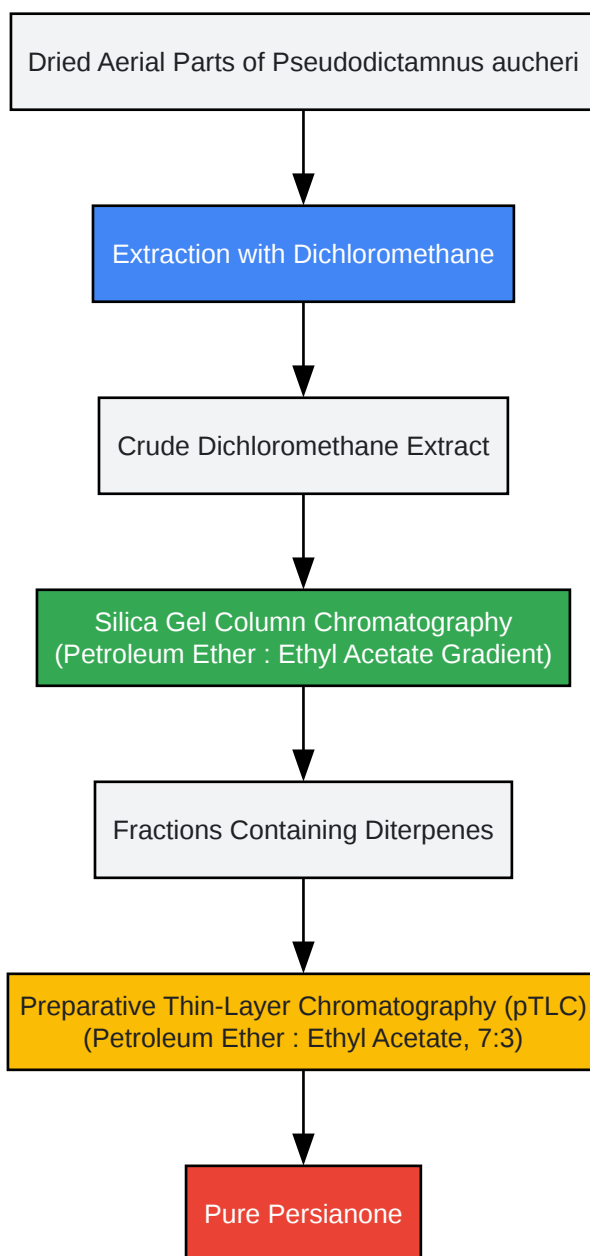 Dried Aerial Parts of Pseudodictamnus aucheri
Extraction with Dichloromethane
Crude Dichloromethane Extract
Silica Gel Column Chromatography
(Petroleum Ether : Ethyl Acetate Gradient)
Fractions Containing Diterpenes
Preparative Thin-Layer Chromatography (pTLC)
(Petroleum Ether : Ethyl Acetate, 7:3)
Pure Persianone